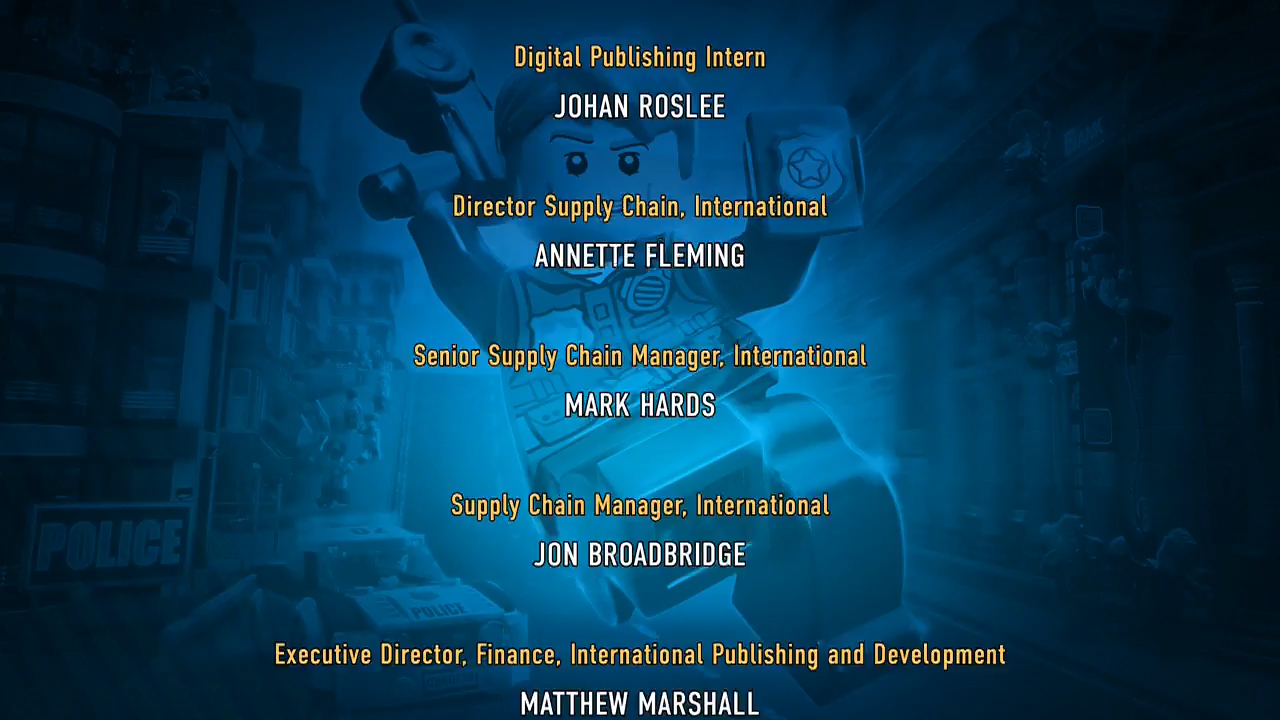 Digital Publishing Intern
JOHAN ROSLEE
BANK
Director Supply Chain, International
ANNETTE FLEMING
Senior Supply Chain Manager, International
MARK HARDS
Supply Chain Manager, International
JON BROADBRIDGE
POLICE
POLICE
Executive Director, Finance, International Publishing and Development
MATTHEW MARSHALL